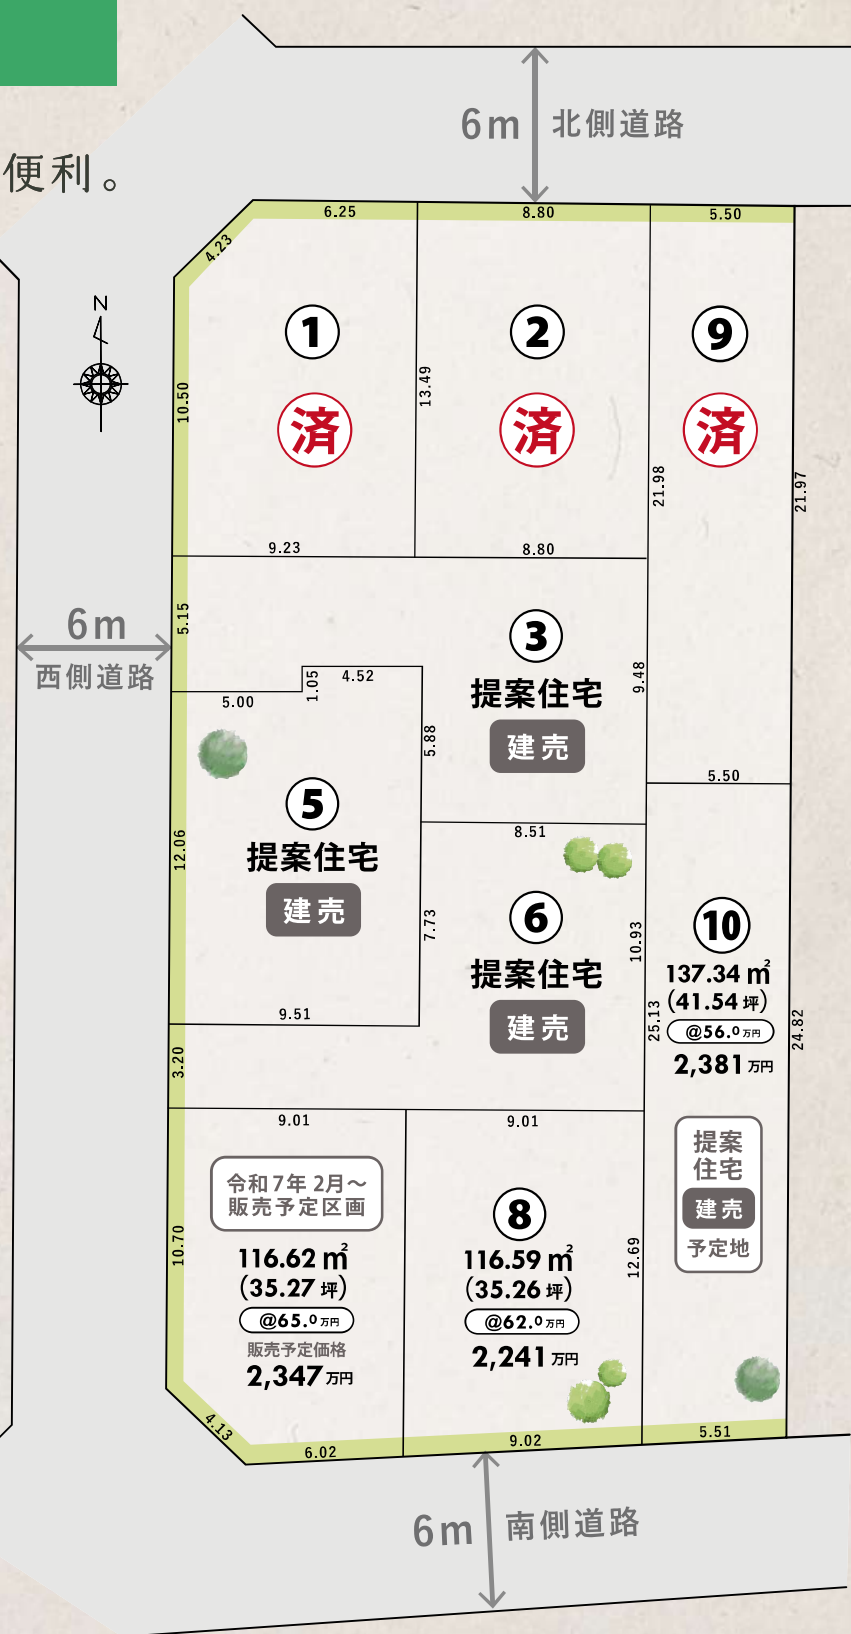 便利。
6m 北側道路
6.25
8.80
5.50
4.23
N
①
②
⑨
済
済
済
10.50
13.49
21.98
21.97
9.23
8.80
6m
西側道路
5.15
③
提案住宅
建売
9.48
1.05
4.52
5.00
5.88
5.50
⑤
提案住宅
建売
12.06
8.51
7.73
⑥
提案住宅
建売
10.93
⑩
137.34㎡
(41.54坪)
@56.0万円
2,381万円
25.13
24.82
9.51
3.20
9.01
9.01
提案
住宅
建売
予定地
令和7年2月～
販売予定区画
116.62㎡
(35.27坪)
@65.0万円
販売予定価格
2,347万円
10.70
⑧
116.59㎡
(35.26坪)
@62.0万円
2,241万円
12.69
4.13
6.02
9.02
5.51
6m 南側道路